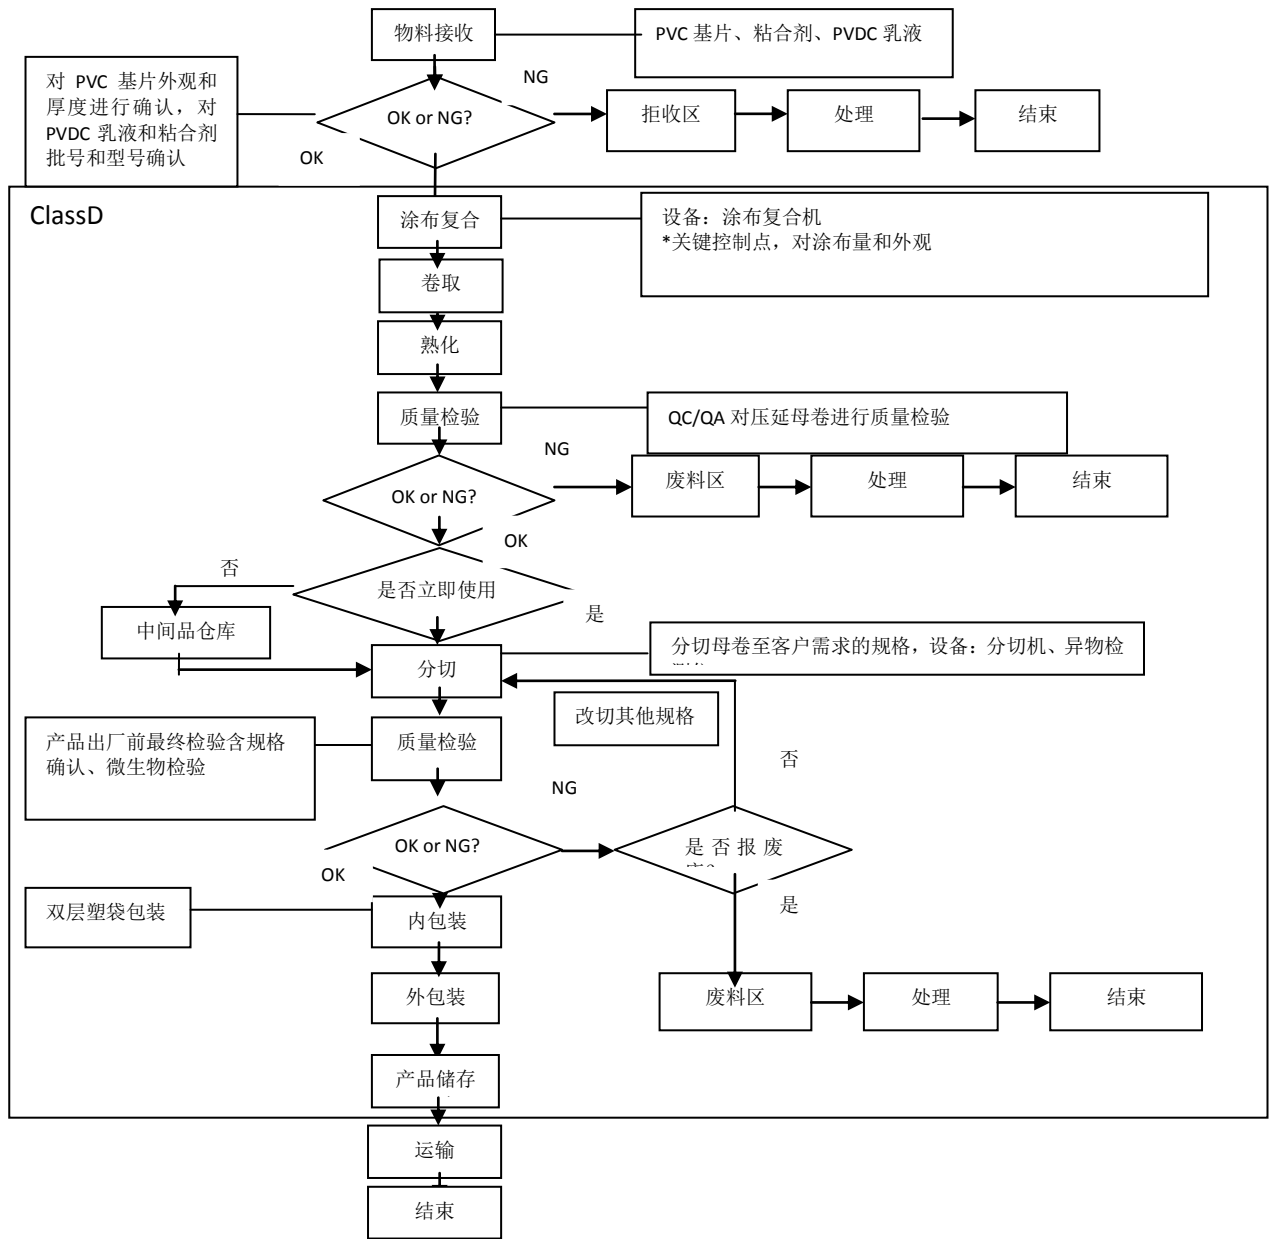 物料接收
PVC 基片、粘合剂、PVDC 乳液
对 PVC 基片外观和
厚度进行确认，对
PVDC 乳液和粘合剂
批号和型号确认
OK or NG?
NG
拒收区
处理
结束
OK
ClassD
涂布复合
设备：涂布复合机
*关键控制点，对涂布量和外观
卷取
熟化
质量检验
QC/QA 对压延母卷进行质量检验
NG
OK or NG?
废料区
处理
结束
OK
否
是否立即使用
是
中间品仓库
分切
分切母卷至客户需求的规格，设备：分切机、异物检
改切其他规格
产品出厂前最终检验含规格
确认、微生物检验
质量检验
否
NG
OK or NG?
是否报废
OK
是
双层塑袋包装
内包装
外包装
废料区
处理
结束
产品储存
运输
结束